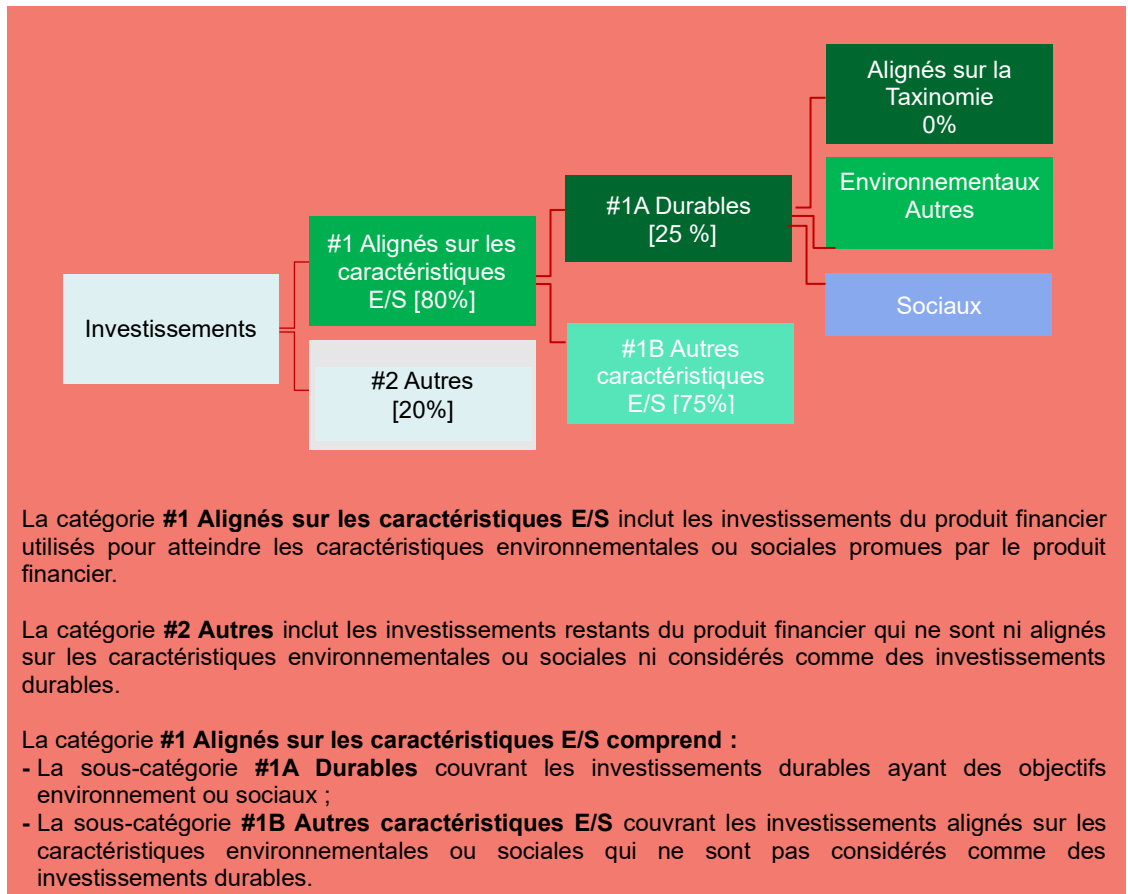 Alignés sur la
Taxinomie
0%
Environnementaux
Autres
#1A Durables
[25 %]
#1 Alignés sur les
caractéristiques
E/S [80%]
Sociaux
Investissements
#1B Autres
caractéristiques
E/S [75%]
#2 Autres
[20%]
La catégorie #1 Alignés sur les caractéristiques E/S inclut les investissements du produit financier
utilisés pour atteindre les caractéristiques environnementales ou sociales promues par le produit
financier.
La catégorie #2 Autres inclut les investissements restants du produit financier qui ne sont ni alignés
sur les caractéristiques environnementales ou sociales ni considérés comme des investissements
durables.
La catégorie #1 Alignés sur les caractéristiques E/S comprend :
- La sous-catégorie #1A Durables couvrant les investissements durables ayant des objectifs
environnement ou sociaux ;
- La sous-catégorie #1B Autres caractéristiques E/S couvrant les investissements alignés sur les
caractéristiques environnementales ou sociales qui ne sont pas considérés comme des
investissements durables.